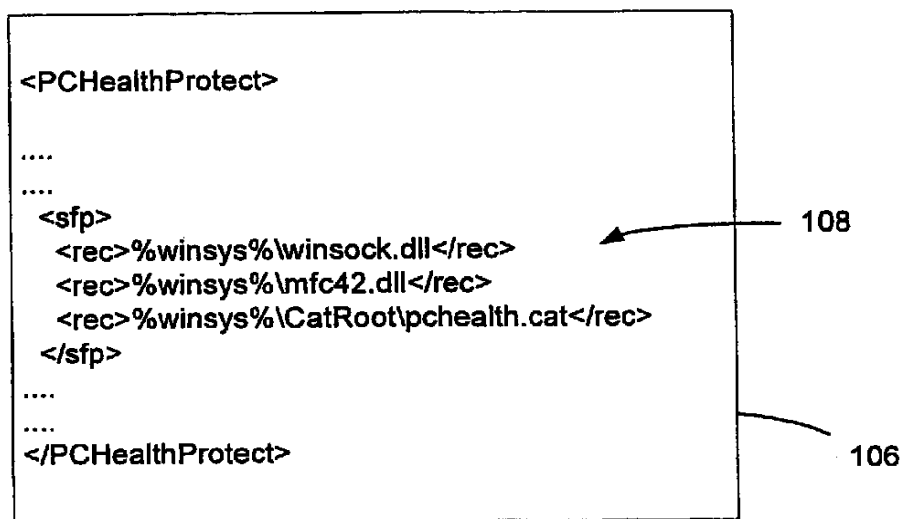 <PCHealthProtect>
....
....
<sfp>
<rec>%winsys%\winsock.dll</rec>
108
<rec>%winsys%\mfc42.dll</rec>
<rec>%winsys%\CatRoot\pchealth.cat</rec>
</sfp>
....
....
</PCHealthProtect>
106